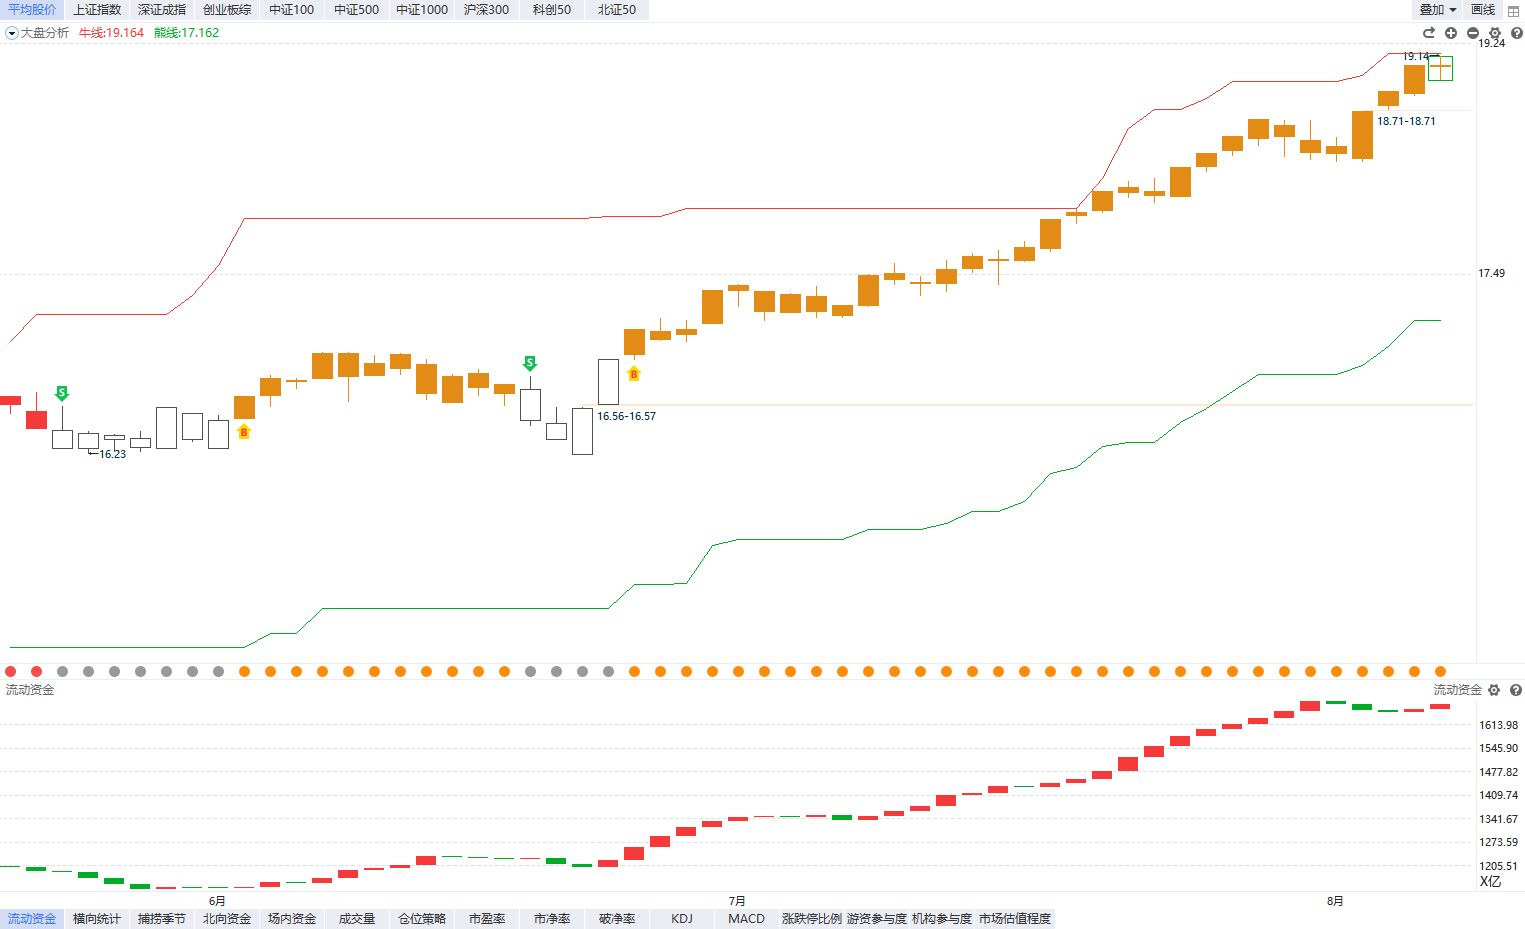 平均股价 上证指数 深证成指 创业板综 中证100 中证500 中证1000 沪深300 科创50 北证50 叠加 画线
大盘分析 牛线:19.164 熊线:17.162
19.24
19.14
18.71-18.71
17.49
S
S
B
16.56-16.57
B
16.23
流动资金 流动资金
1613.98
1545.90
1477.82
1409.74
1341.67
1273.59
1205.51
X亿
6月 7月 8月
流动资金 横向统计 捕捞季节 北向资金 场内资金 成交量 仓位策略 市盈率 市净率 破净率 KDJ MACD 涨跌停比例 游资参与度 机构参与度 市场估值程度